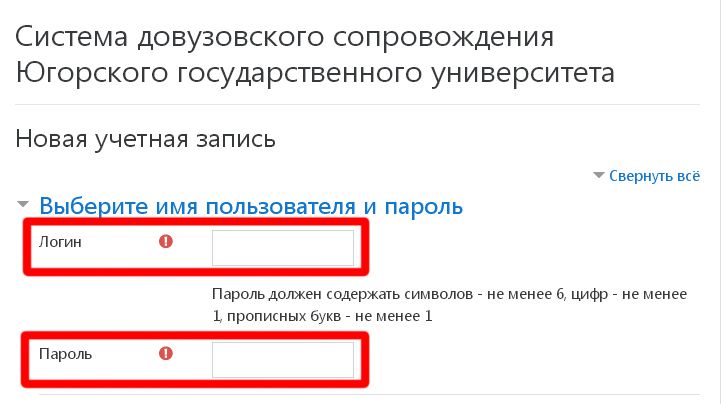 Система довузовского сопровождения
Югорского государственного университета
Новая учетная запись
Свернуть всё
Выберите имя пользователя и пароль
Логин
Пароль должен содержать символов - не менее 6, цифр - не менее
1, прописных букв - не менее 1
Пароль